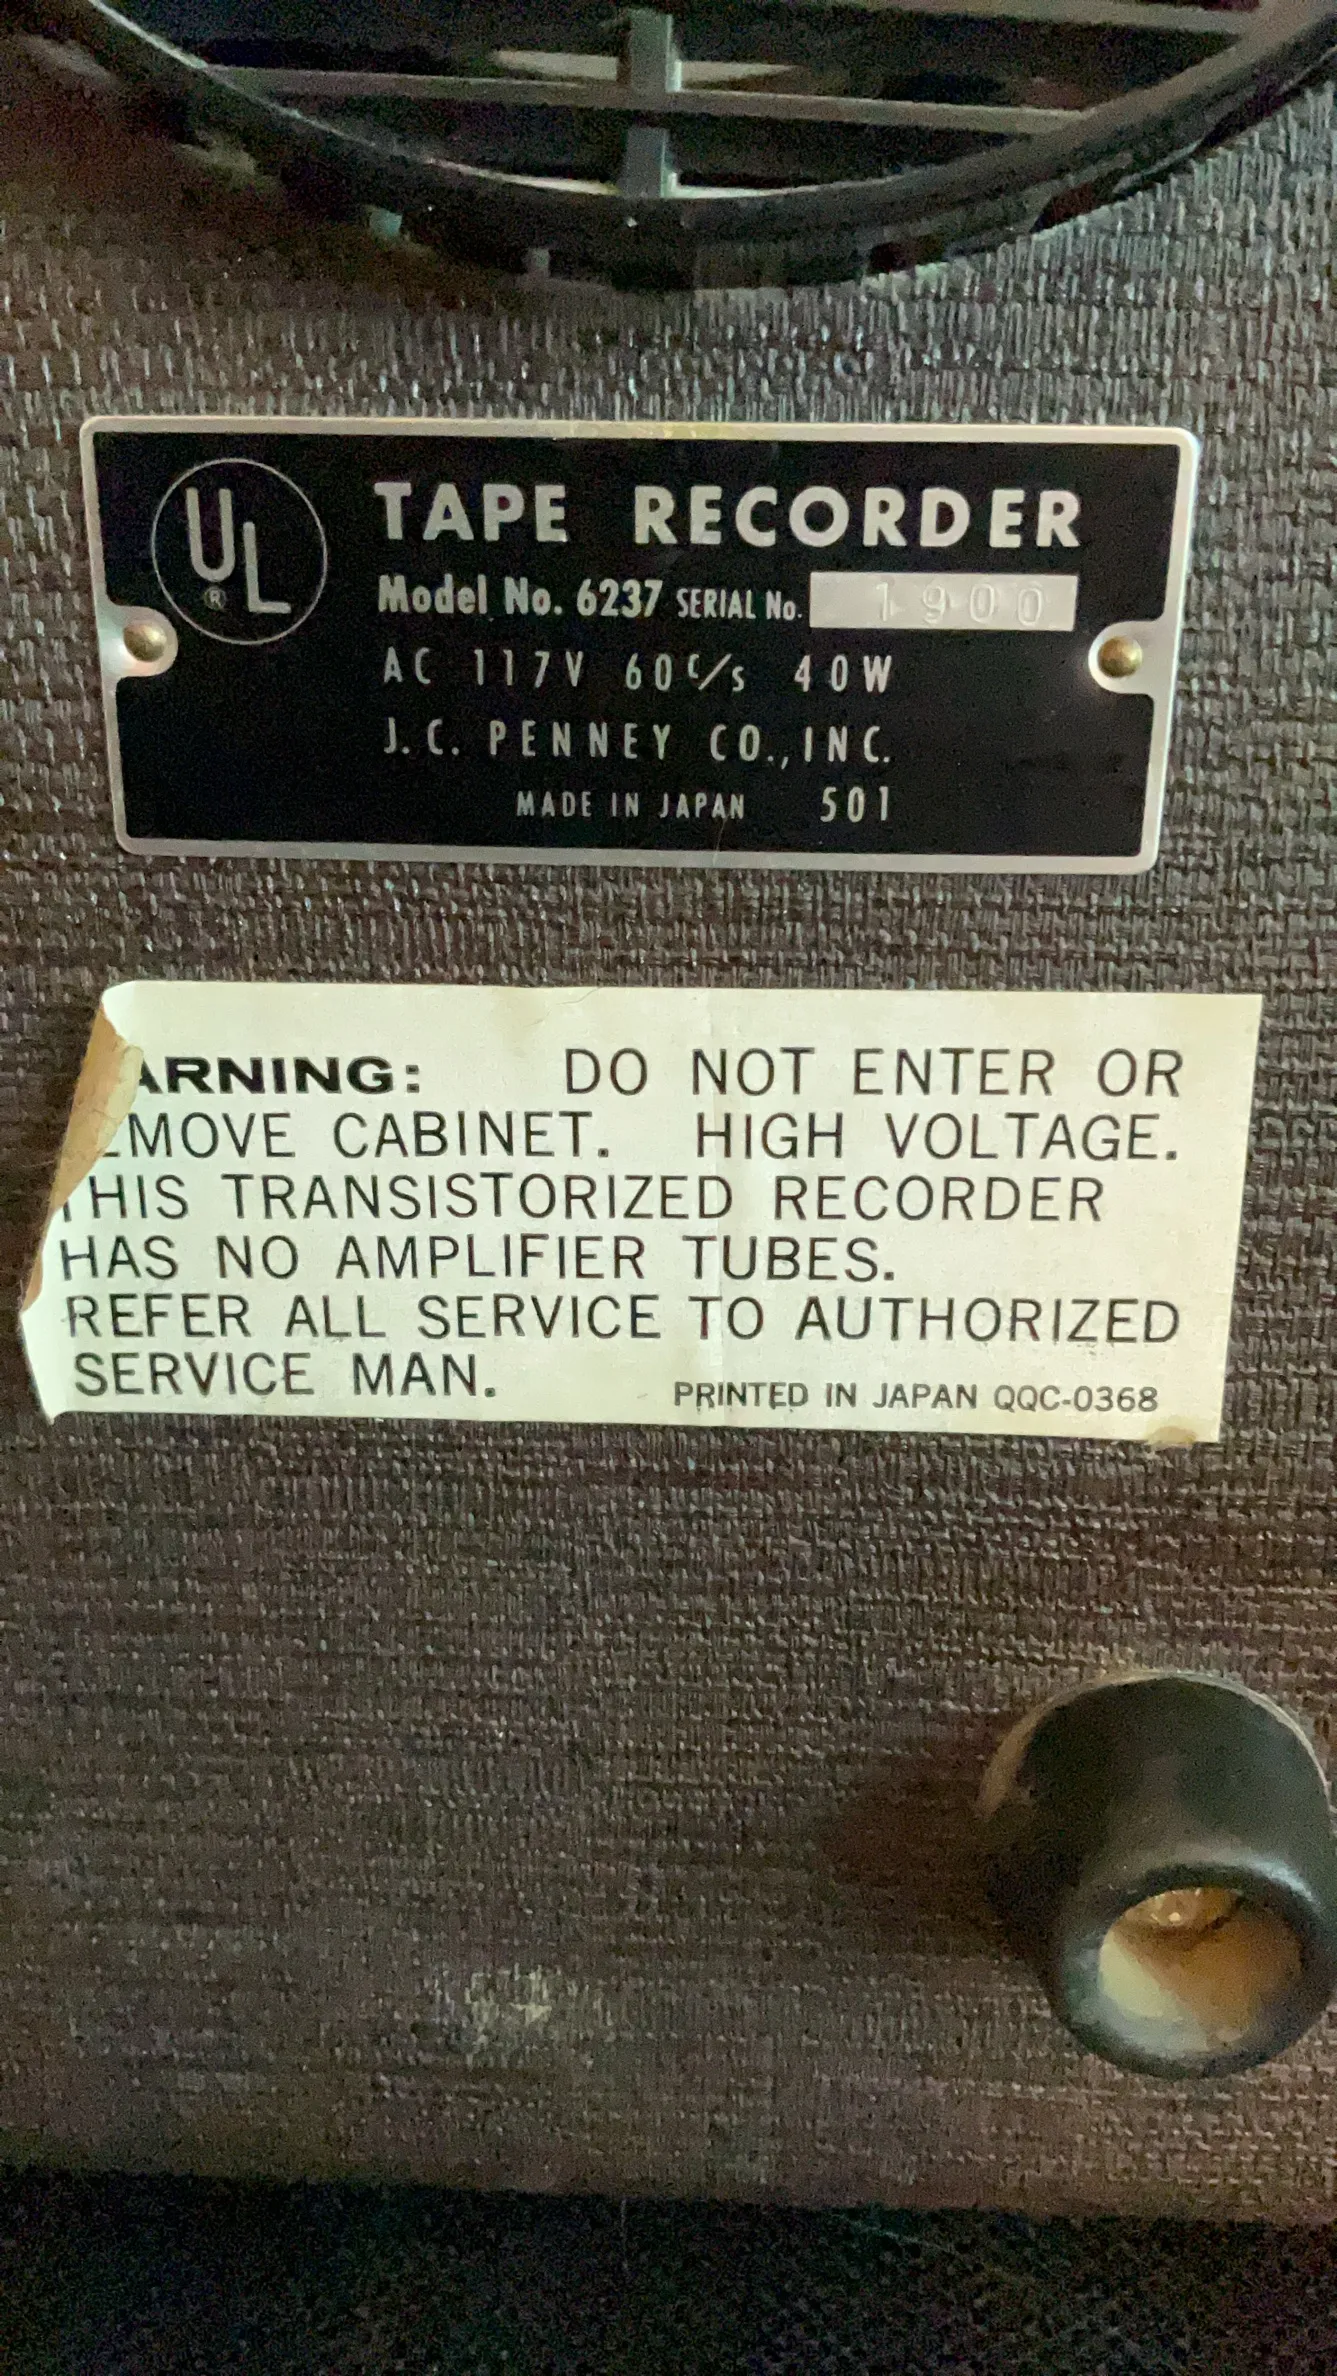 UL
®
TAPE RECORDER
Model No. 6237 SERIAL No. 1900
AC 117V 60 C/S 40W
J.C. PENNEY CO., INC.
MADE IN JAPAN 501
ARNING: DO NOT ENTER OR
EMOVE CABINET. HIGH VOLTAGE.
THIS TRANSISTORIZED RECORDER
HAS NO AMPLIFIER TUBES.
REFER ALL SERVICE TO AUTHORIZED
SERVICE MAN.
PRINTED IN JAPAN QQC-0368